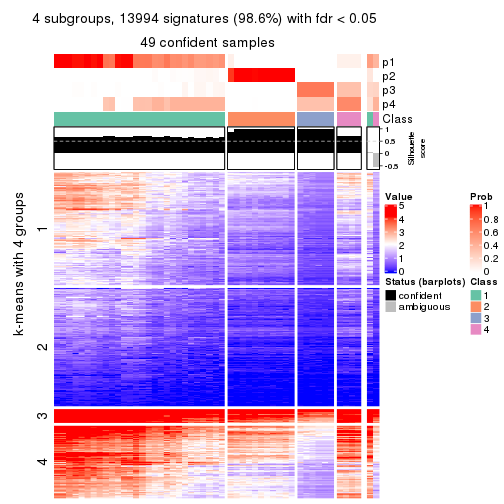 4 subgroups, 13994 signatures (98.6%) with fdr < 0.05
49 confident samples
p1
p2
p3
p4
Class
1
0.5
0
-0.5
Silhouette
score
k-means with 4 groups
1
2
3
4
Value
5
4
3
2
1
0
Prob
1
0.8
0.6
0.4
0.2
0
Status (barplots)
confident
ambiguous
Class
1
2
3
4